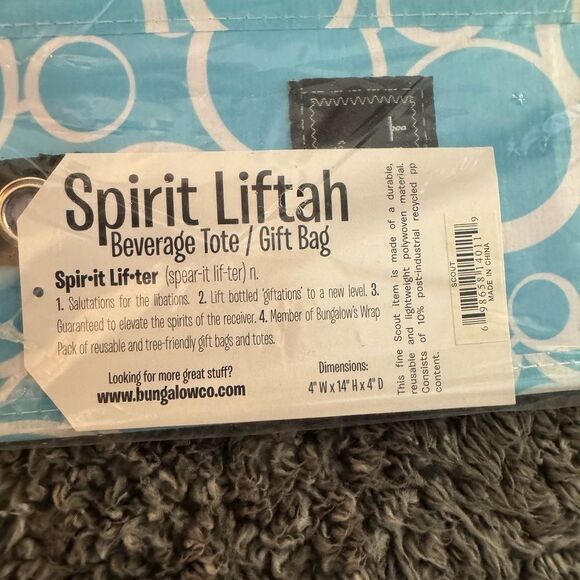 Spirit Liftah
Beverage Tote / Gift Bag
Spir•it Lif•ter (spear-it lif-ter) n.
1. Salutations for the libations. 2. Lift bottled 'giftations' to a new level. 3.
Guaranteed to elevate the spirits of the receiver. 4. Member of Bungalow's Wrap
Pack of reusable and tree-friendly gift bags and totes.
Looking for more great stuff?
www.bungalowco.com
Dimensions:
4" W x 14" H x 4" D
This fine Scout item is made of a durable,
reusable and lightweight polywoven material.
Consists of 10% post-industrial recycled pp
content.
SCOUT
6 98658 14011 9
MADE IN CHINA